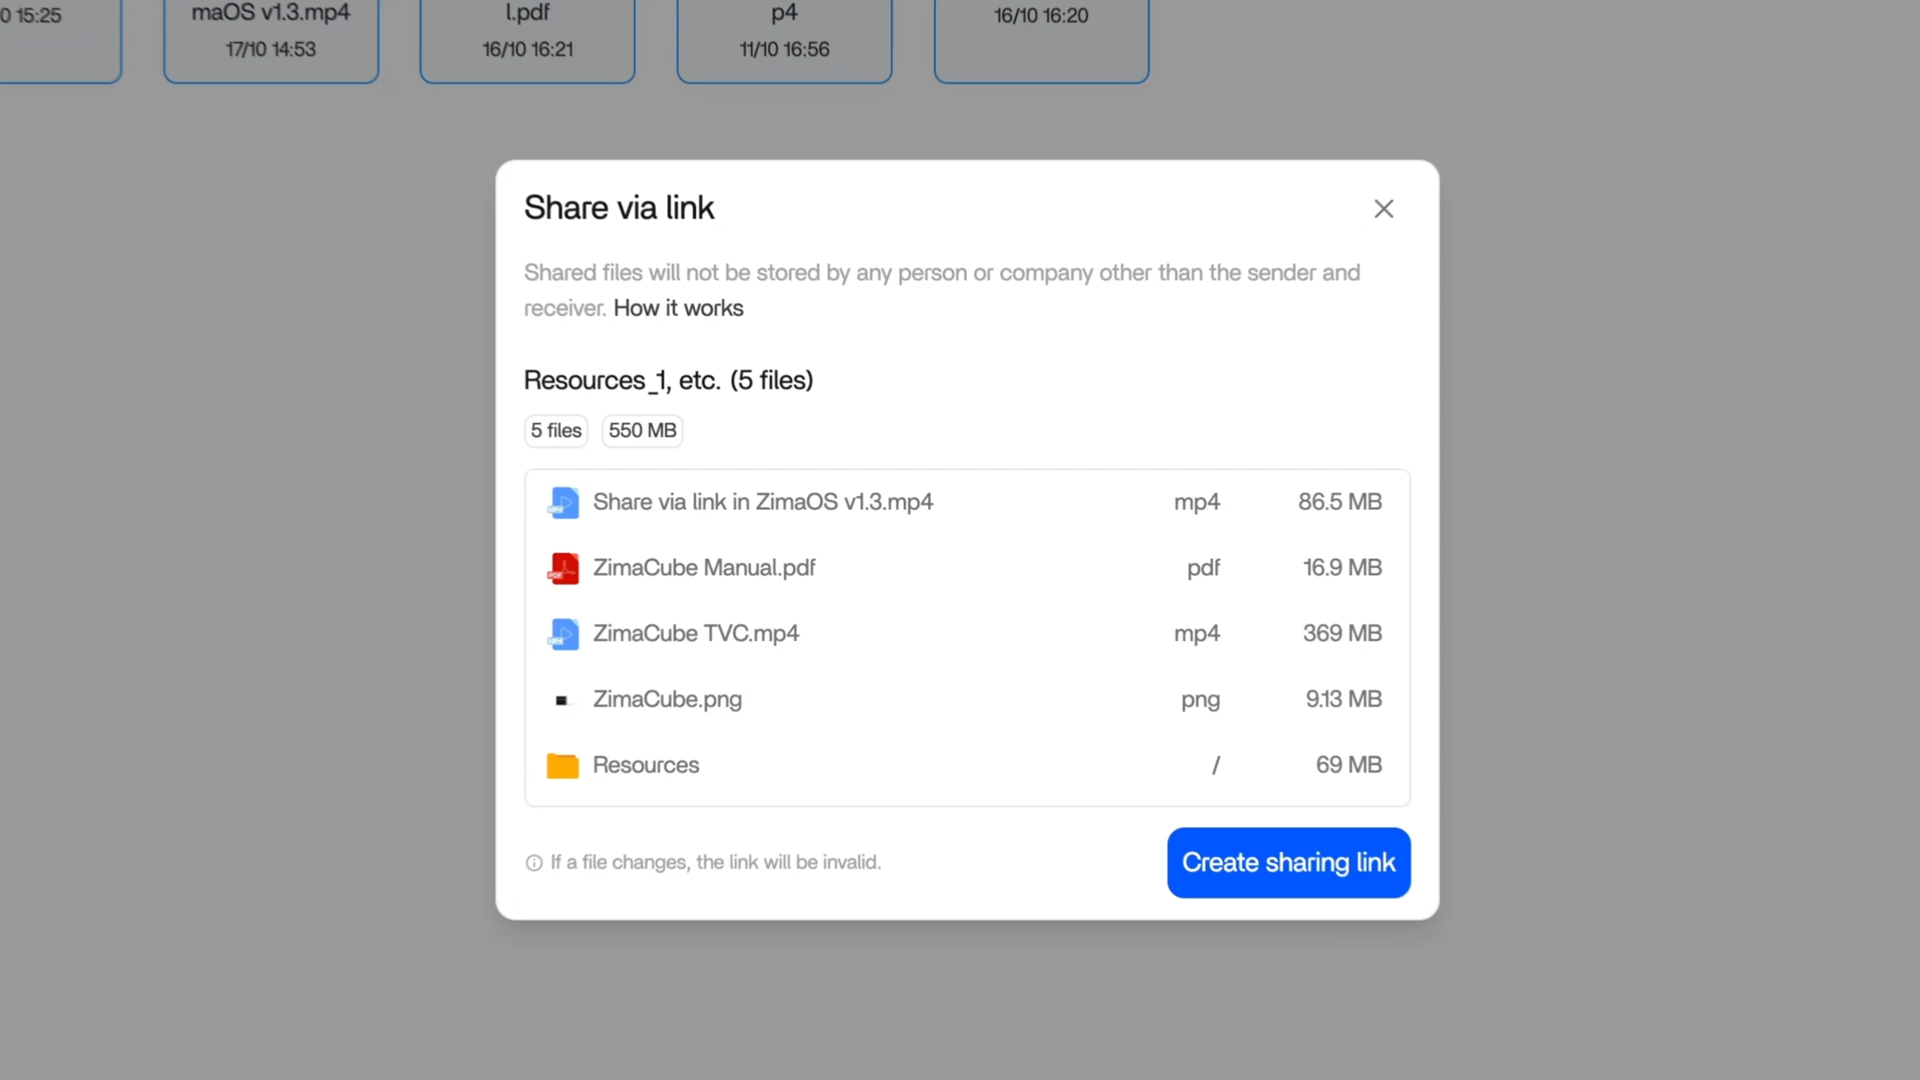 0 15:25
maOS v1.3.mp4
17/10 14:53
l.pdf
16/10 16:21
p4
11/10 16:56
16/10 16:20
Share via link
Shared files will not be stored by any person or company other than the sender and
receiver. How it works
Resources_1, etc. (5 files)
5 files 550 MB
Share via link in ZimaOS v1.3.mp4 mp4 86.5 MB
ZimaCube Manual.pdf pdf 16.9 MB
ZimaCube TVC.mp4 mp4 369 MB
ZimaCube.png png 9.13 MB
Resources / 69 MB
If a file changes, the link will be invalid.
Create sharing link